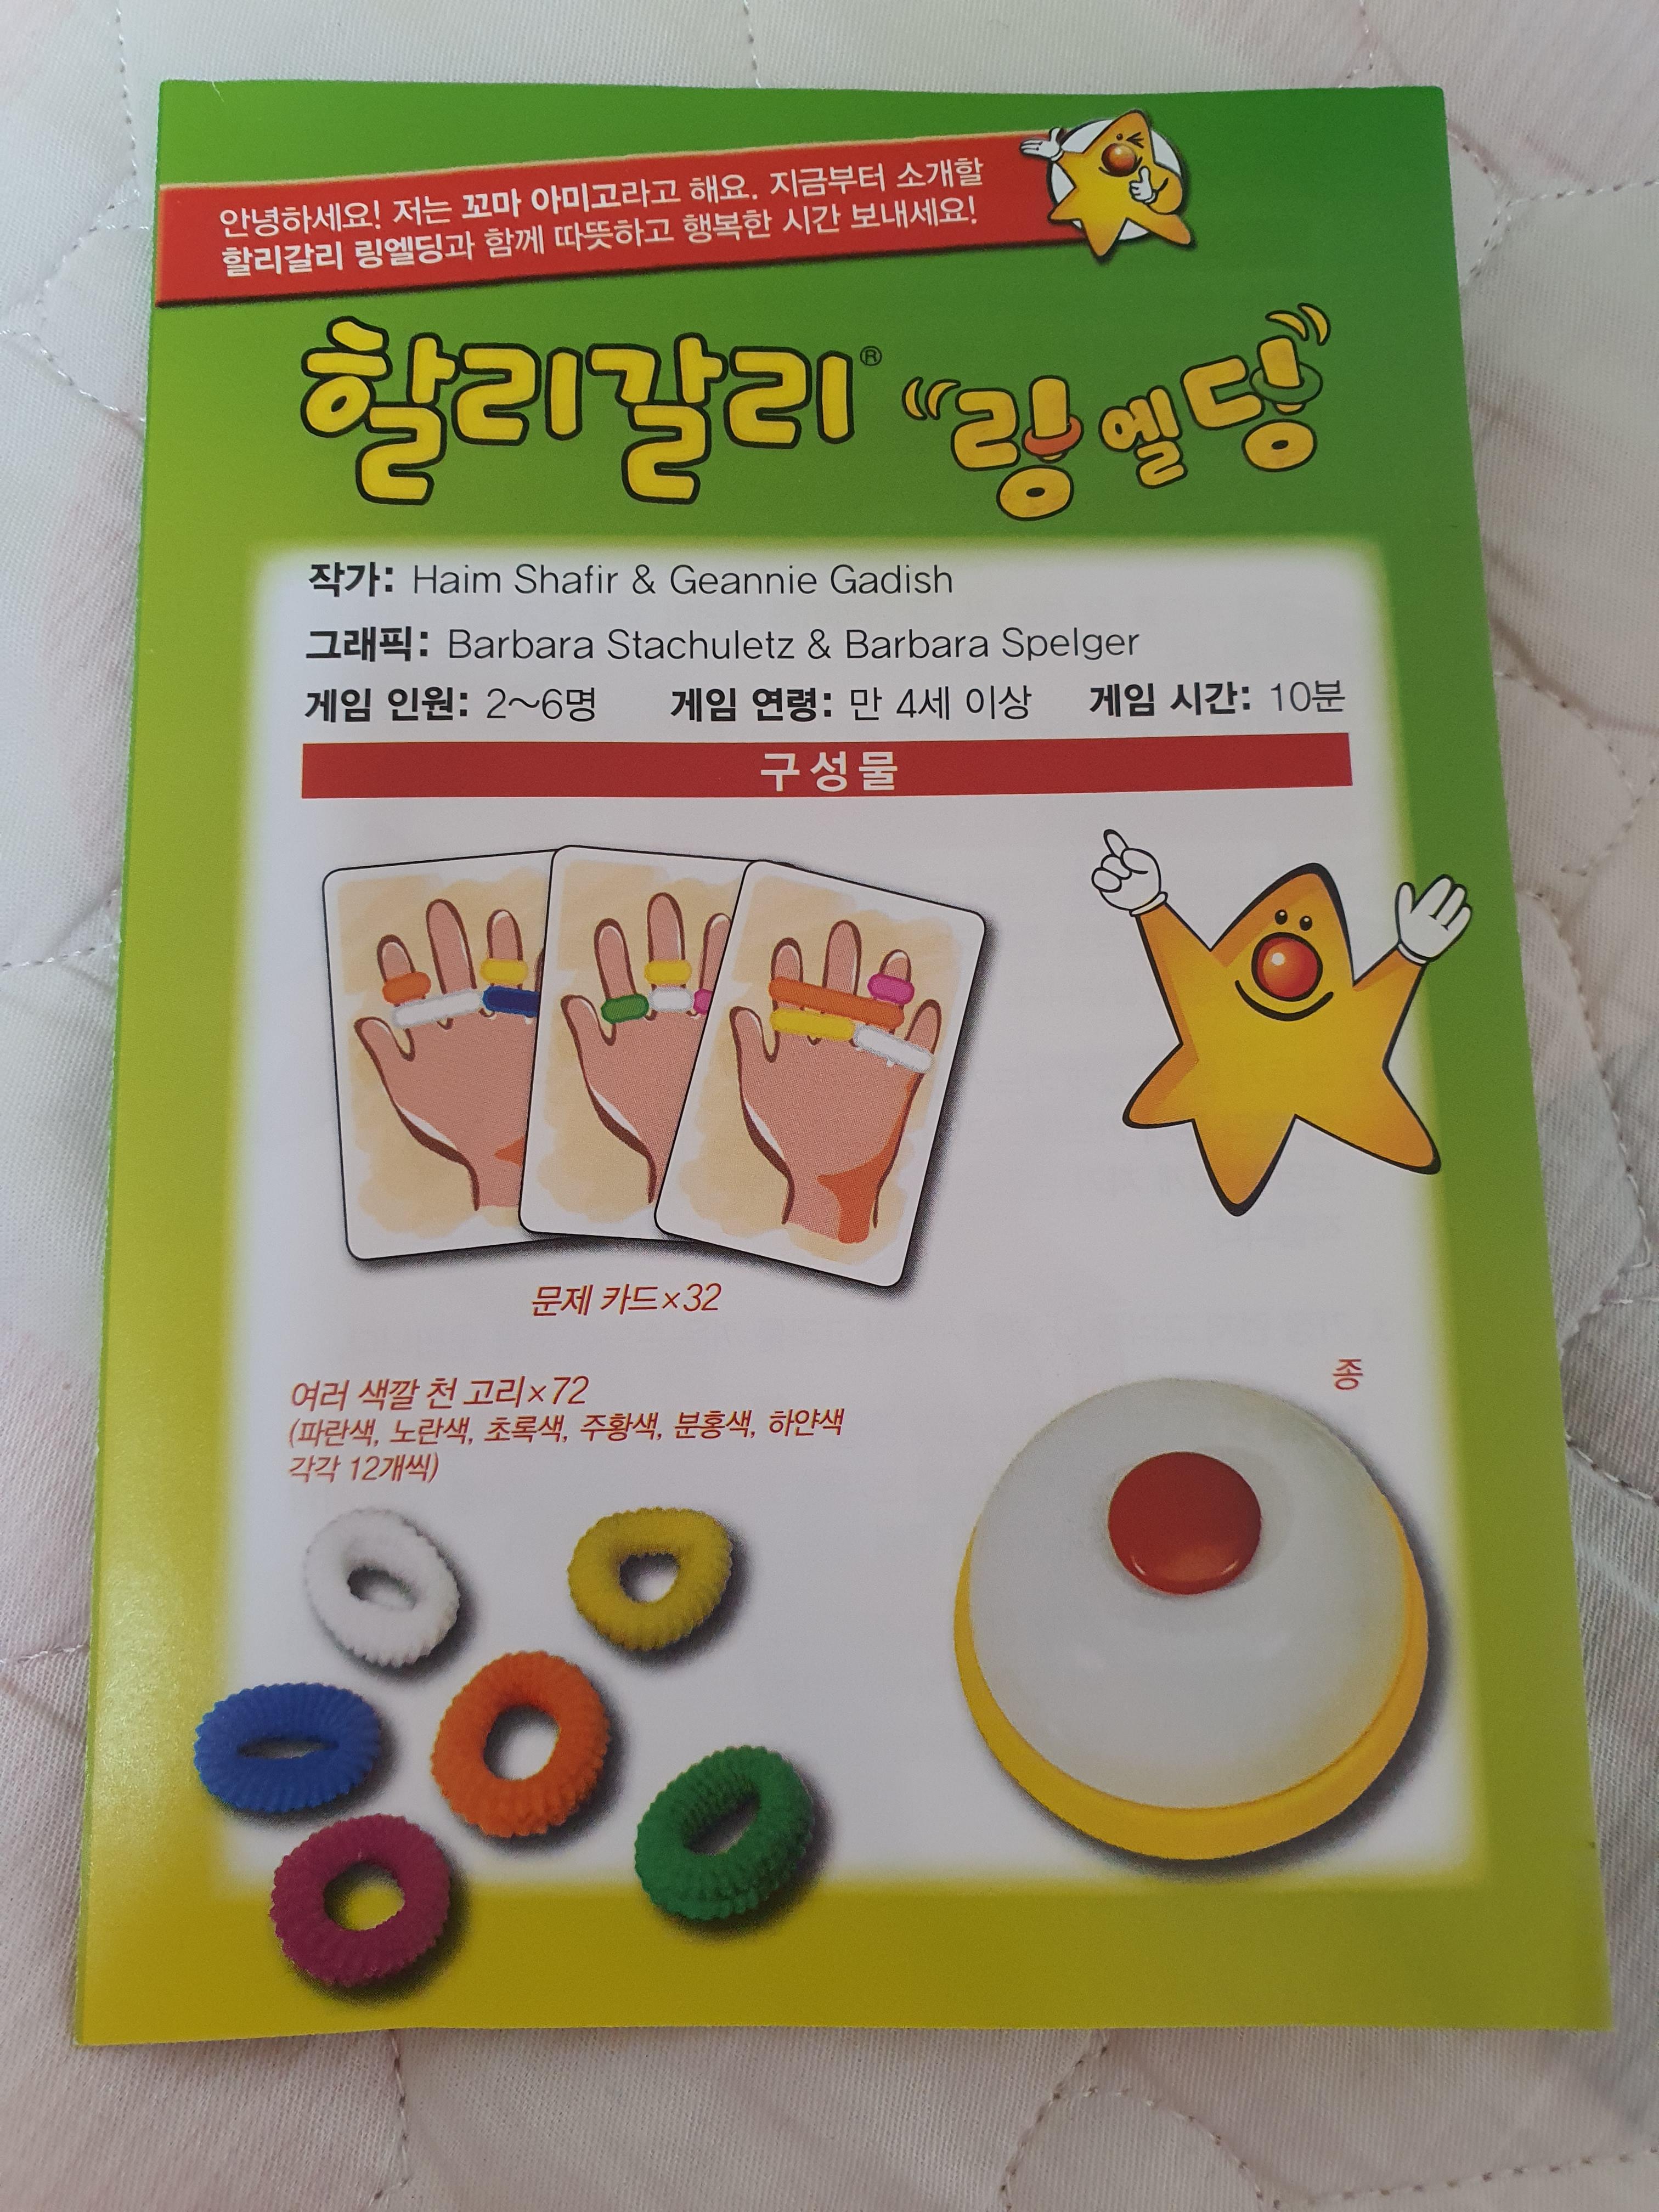 안녕하세요! 저는 꼬마 아미고라고 해요. 지금부터 소개할
할리갈리 링엘딩과 함께 따뜻하고 행복한 시간 보내세요!
할리갈리® 링엘딩
작가: Haim Shafir & Geannie Gadish
그래픽: Barbara Stachuletz & Barbara Spelger
게임 인원: 2~6명 게임 연령: 만 4세 이상 게임 시간: 10분
구성물
문제 카드×32
종
여러 색깔 천 고리×72
(파란색, 노란색, 초록색, 주황색, 분홍색, 하얀색
각각 12개씩)